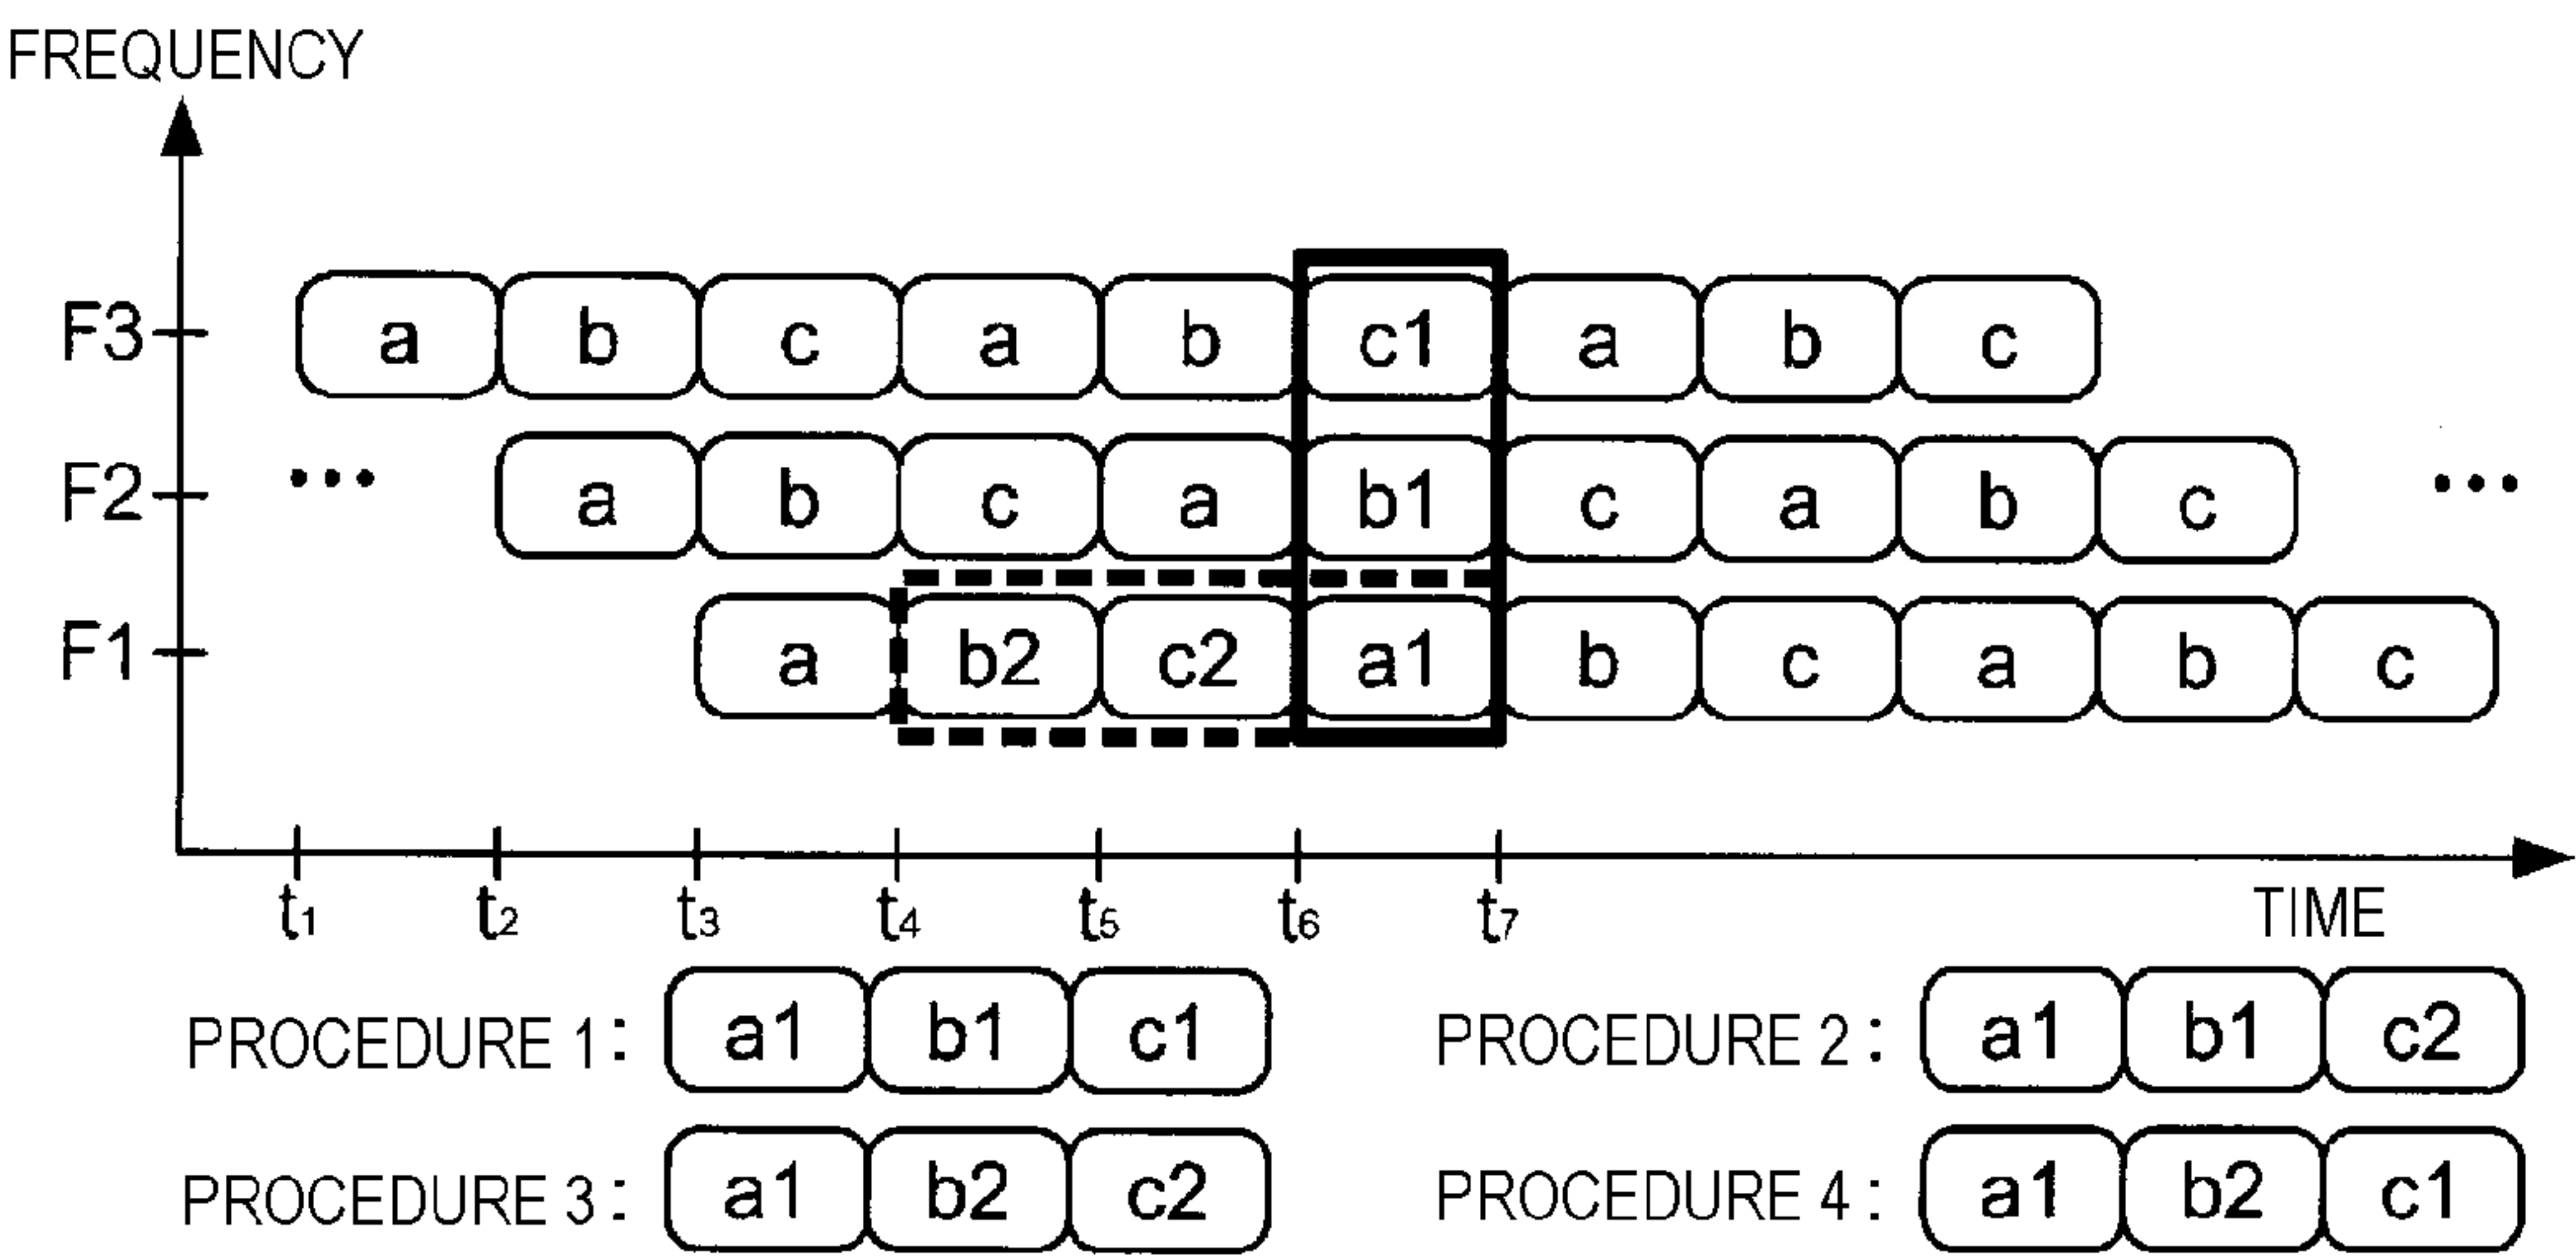 FREQUENCY
F3 a b c a b c1 a b c
F2 ••• a b c a b1 c a b c •••
F1 a b2 c2 a1 b c a b c
t1 t2 t3 t4 t5 t6 t7 TIME
PROCEDURE 1: a1 b1 c1 PROCEDURE 2: a1 b1 c2
PROCEDURE 3: a1 b2 c2 PROCEDURE 4: a1 b2 c1